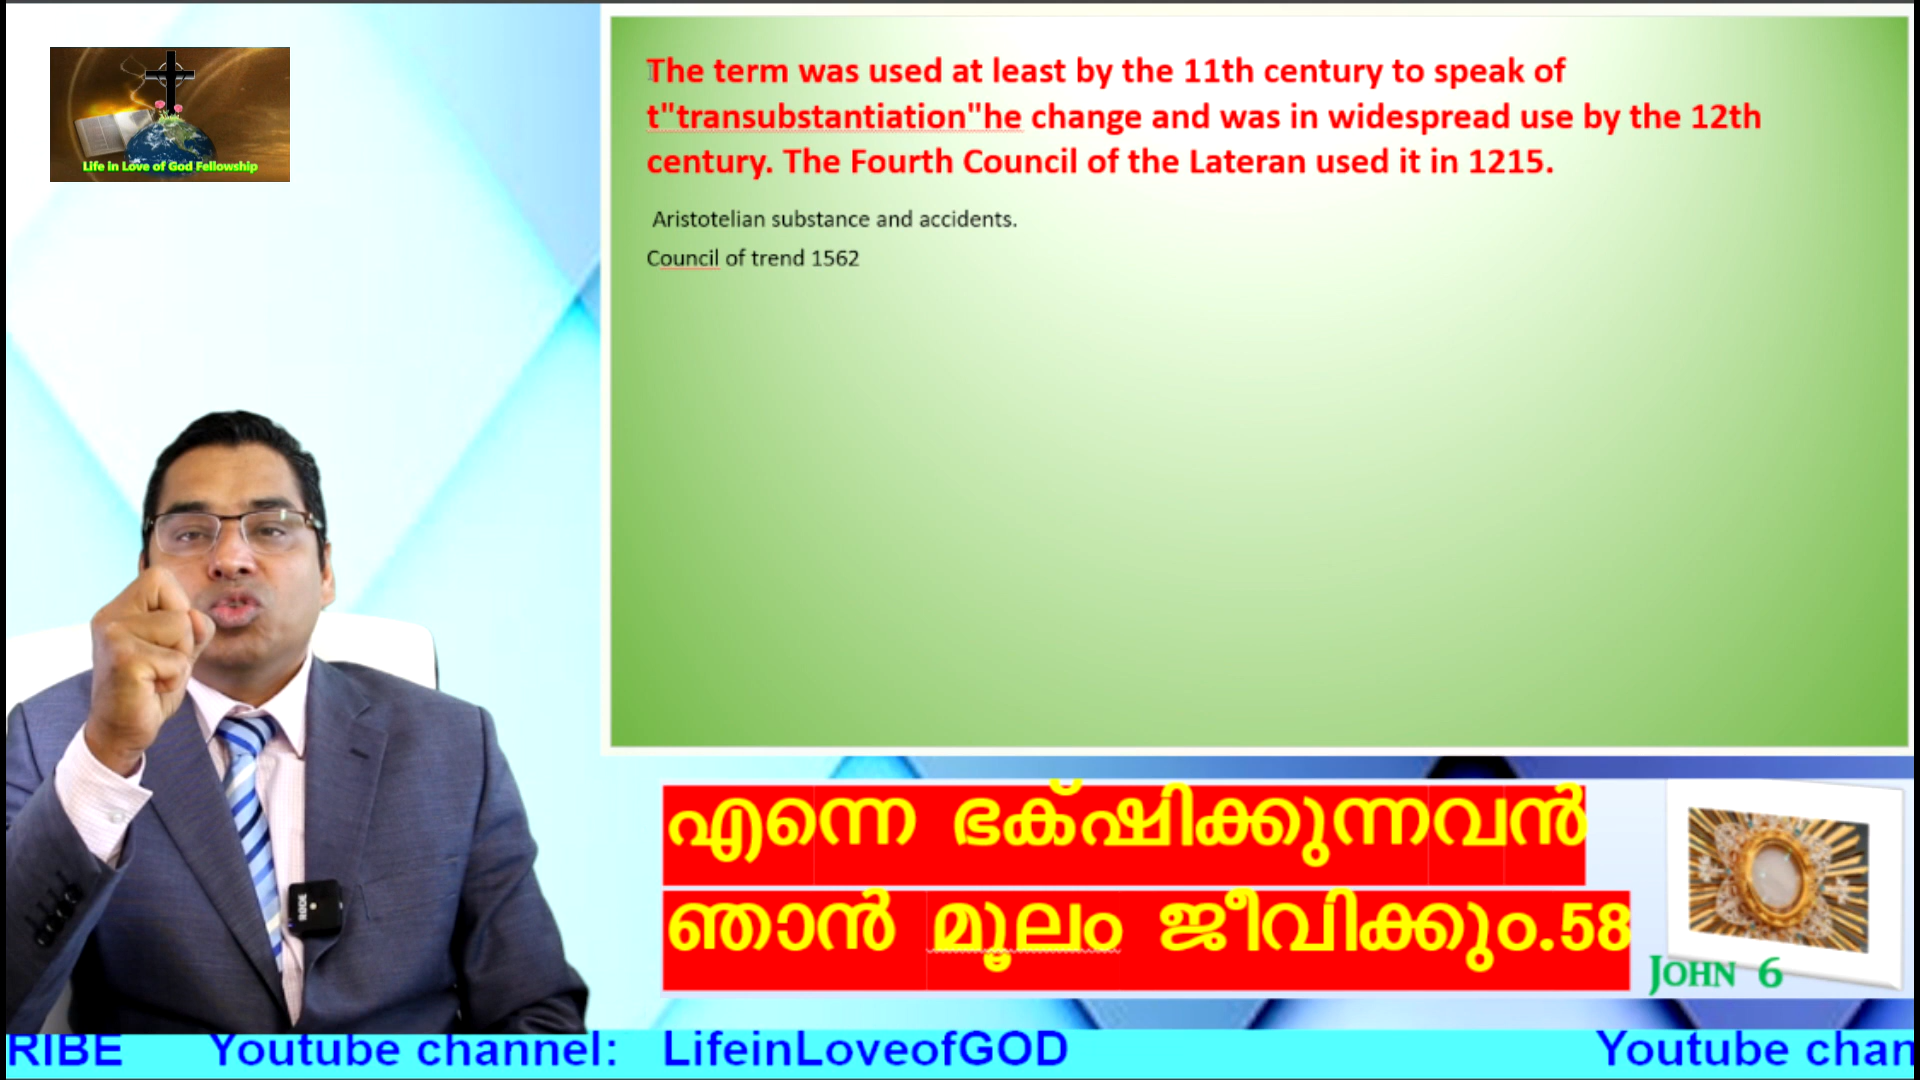 Life in Love of God Fellowship
The term was used at least by the 11th century to speak of
t"transubstantiation"he change and was in widespread use by the 12th
century. The Fourth Council of the Lateran used it in 1215.
Aristotelian substance and accidents.
Council of trend 1562
എന്നെ ഭക്ഷിക്കുന്നവൻ
ഞാൻ മൂലം ജീവിക്കും.58
JOHN 6
RODE
RIBE Youtube channel: LifeinLoveofGOD Youtube chan